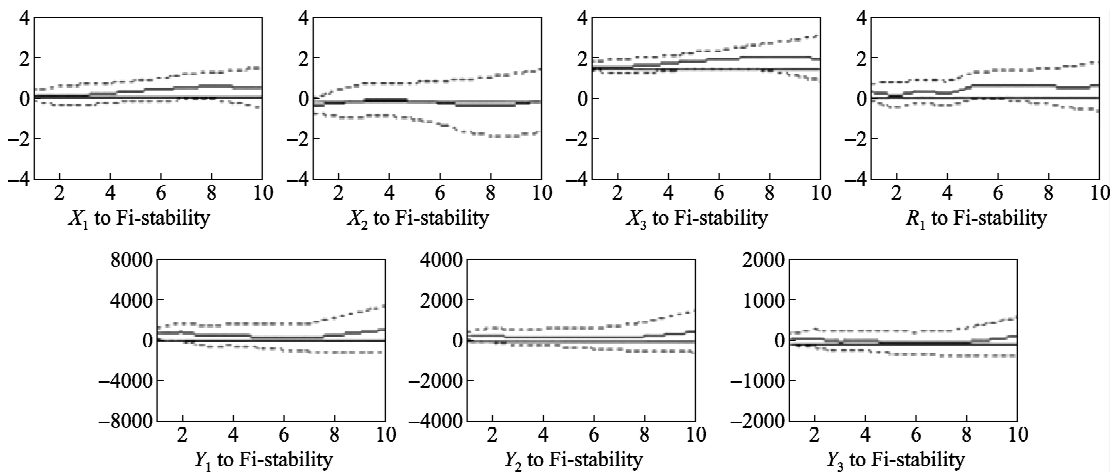 4 4 4 4
2 2 2 2
0 0 0 0
−2 −2 −2 −2
−4 −4 −4 −4
2 4 6 8 10 2 4 6 8 10 2 4 6 8 10 2 4 6 8 10
X₁ to Fi-stability X₂ to Fi-stability X₃ to Fi-stability R₁ to Fi-stability
8000 4000 2000
4000 2000 1000
0 0 0
−4000 −2000 −1000
−8000 −4000 −2000
2 4 6 8 10 2 4 6 8 10 2 4 6 8 10
Y₁ to Fi-stability Y₂ to Fi-stability Y₃ to Fi-stability